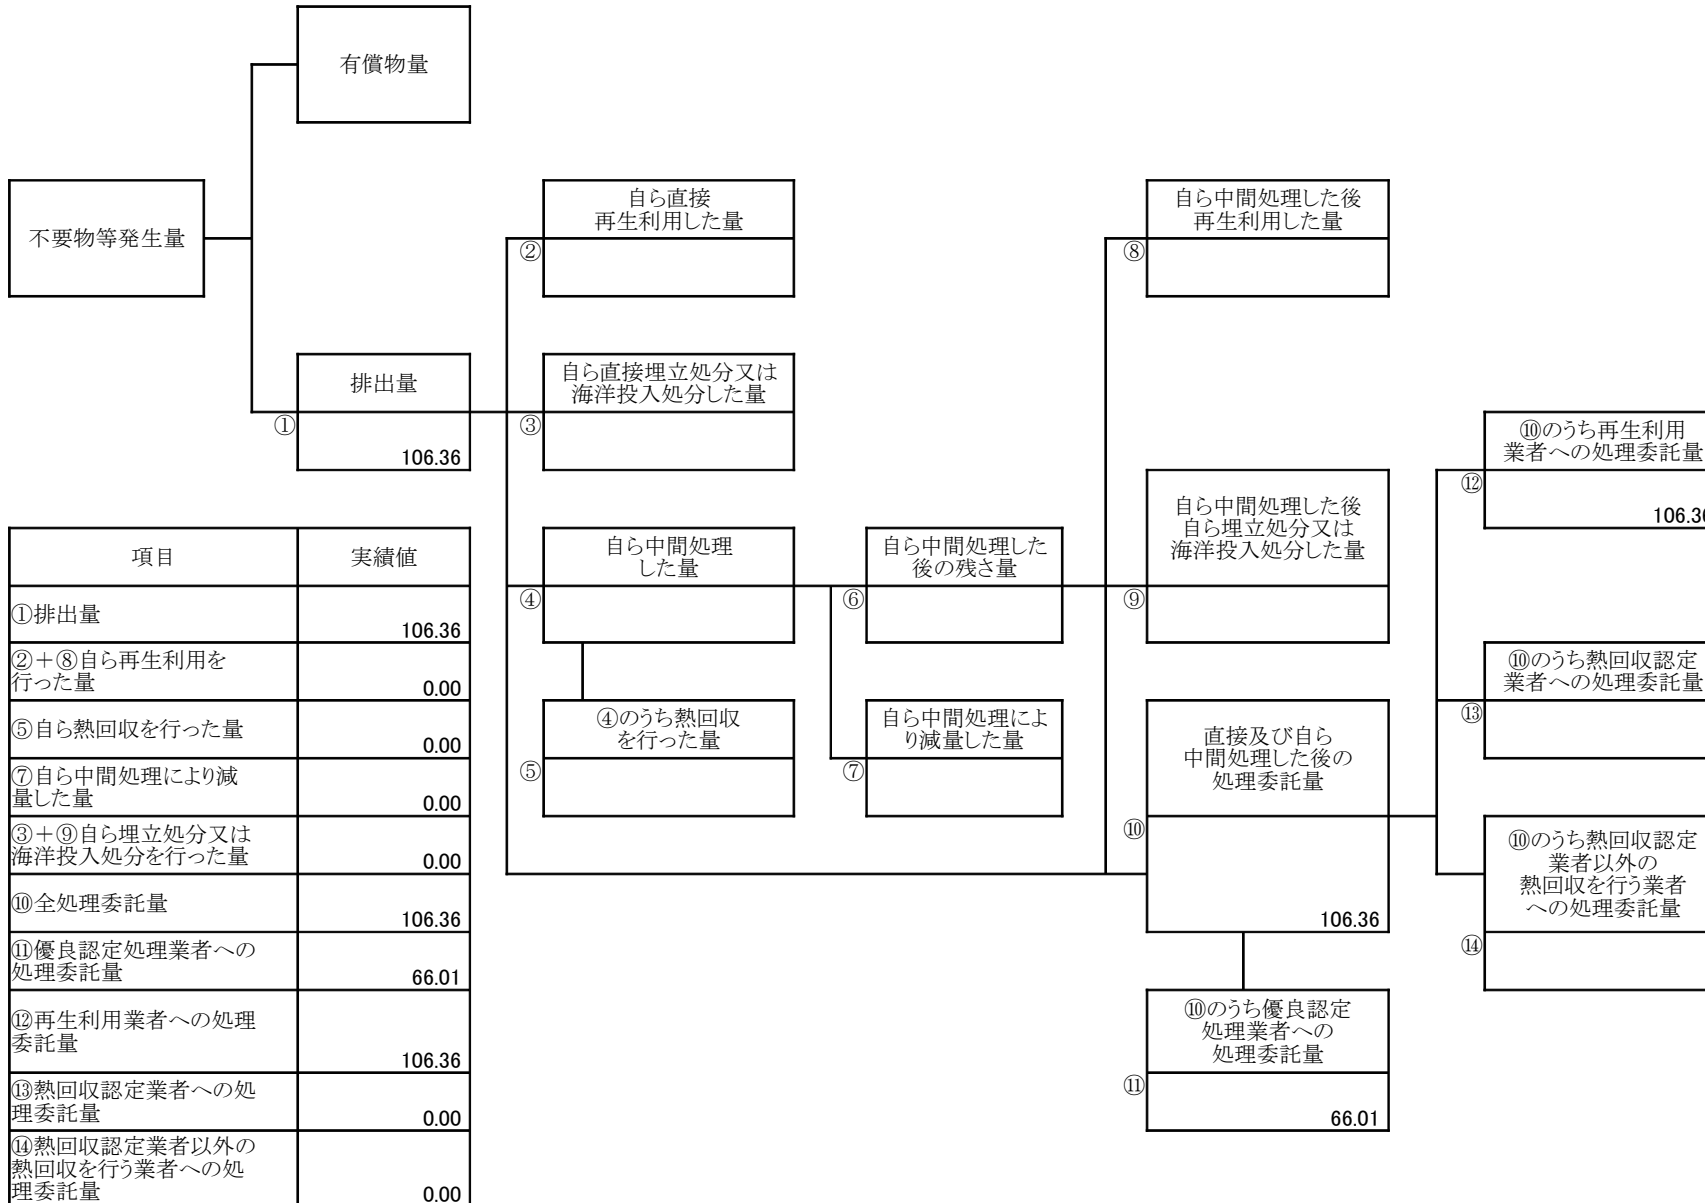 有償物量
不要物等発生量
自ら直接
再生利用した量
②
自ら中間処理した後
再生利用した量
⑧
排出量
①
106.36
自ら直接埋立処分又は
海洋投入処分した量
③
⑩のうち再生利用
業者への処理委託量
⑫
自ら中間処理した後
自ら埋立処分又は
海洋投入処分した量
⑨
自ら中間処理
した量
④
自ら中間処理した
後の残さ量
⑥
⑩のうち熱回収認定
業者への処理委託量
⑬
④のうち熱回収
を行った量
⑤
自ら中間処理によ
り減量した量
⑦
直接及び自ら
中間処理した後の
処理委託量
⑩
106.36
⑩のうち熱回収認定
業者以外の
熱回収を行う業者
への処理委託量
⑭
⑩のうち優良認定
処理業者への
処理委託量
⑪
66.01
項目 実績値
①排出量
106.36
②+⑧自ら再生利用を
行った量
0.00
⑤自ら熱回収を行った量
0.00
⑦自ら中間処理により減
量した量
0.00
③+⑨自ら埋立処分又は
海洋投入処分を行った量
0.00
⑩全処理委託量
106.36
⑪優良認定処理業者への
処理委託量
66.01
⑫再生利用業者への処理
委託量
106.36
⑬熱回収認定業者への処
理委託量
0.00
⑭熱回収認定業者以外の
熱回収を行う業者への処
理委託量
0.00